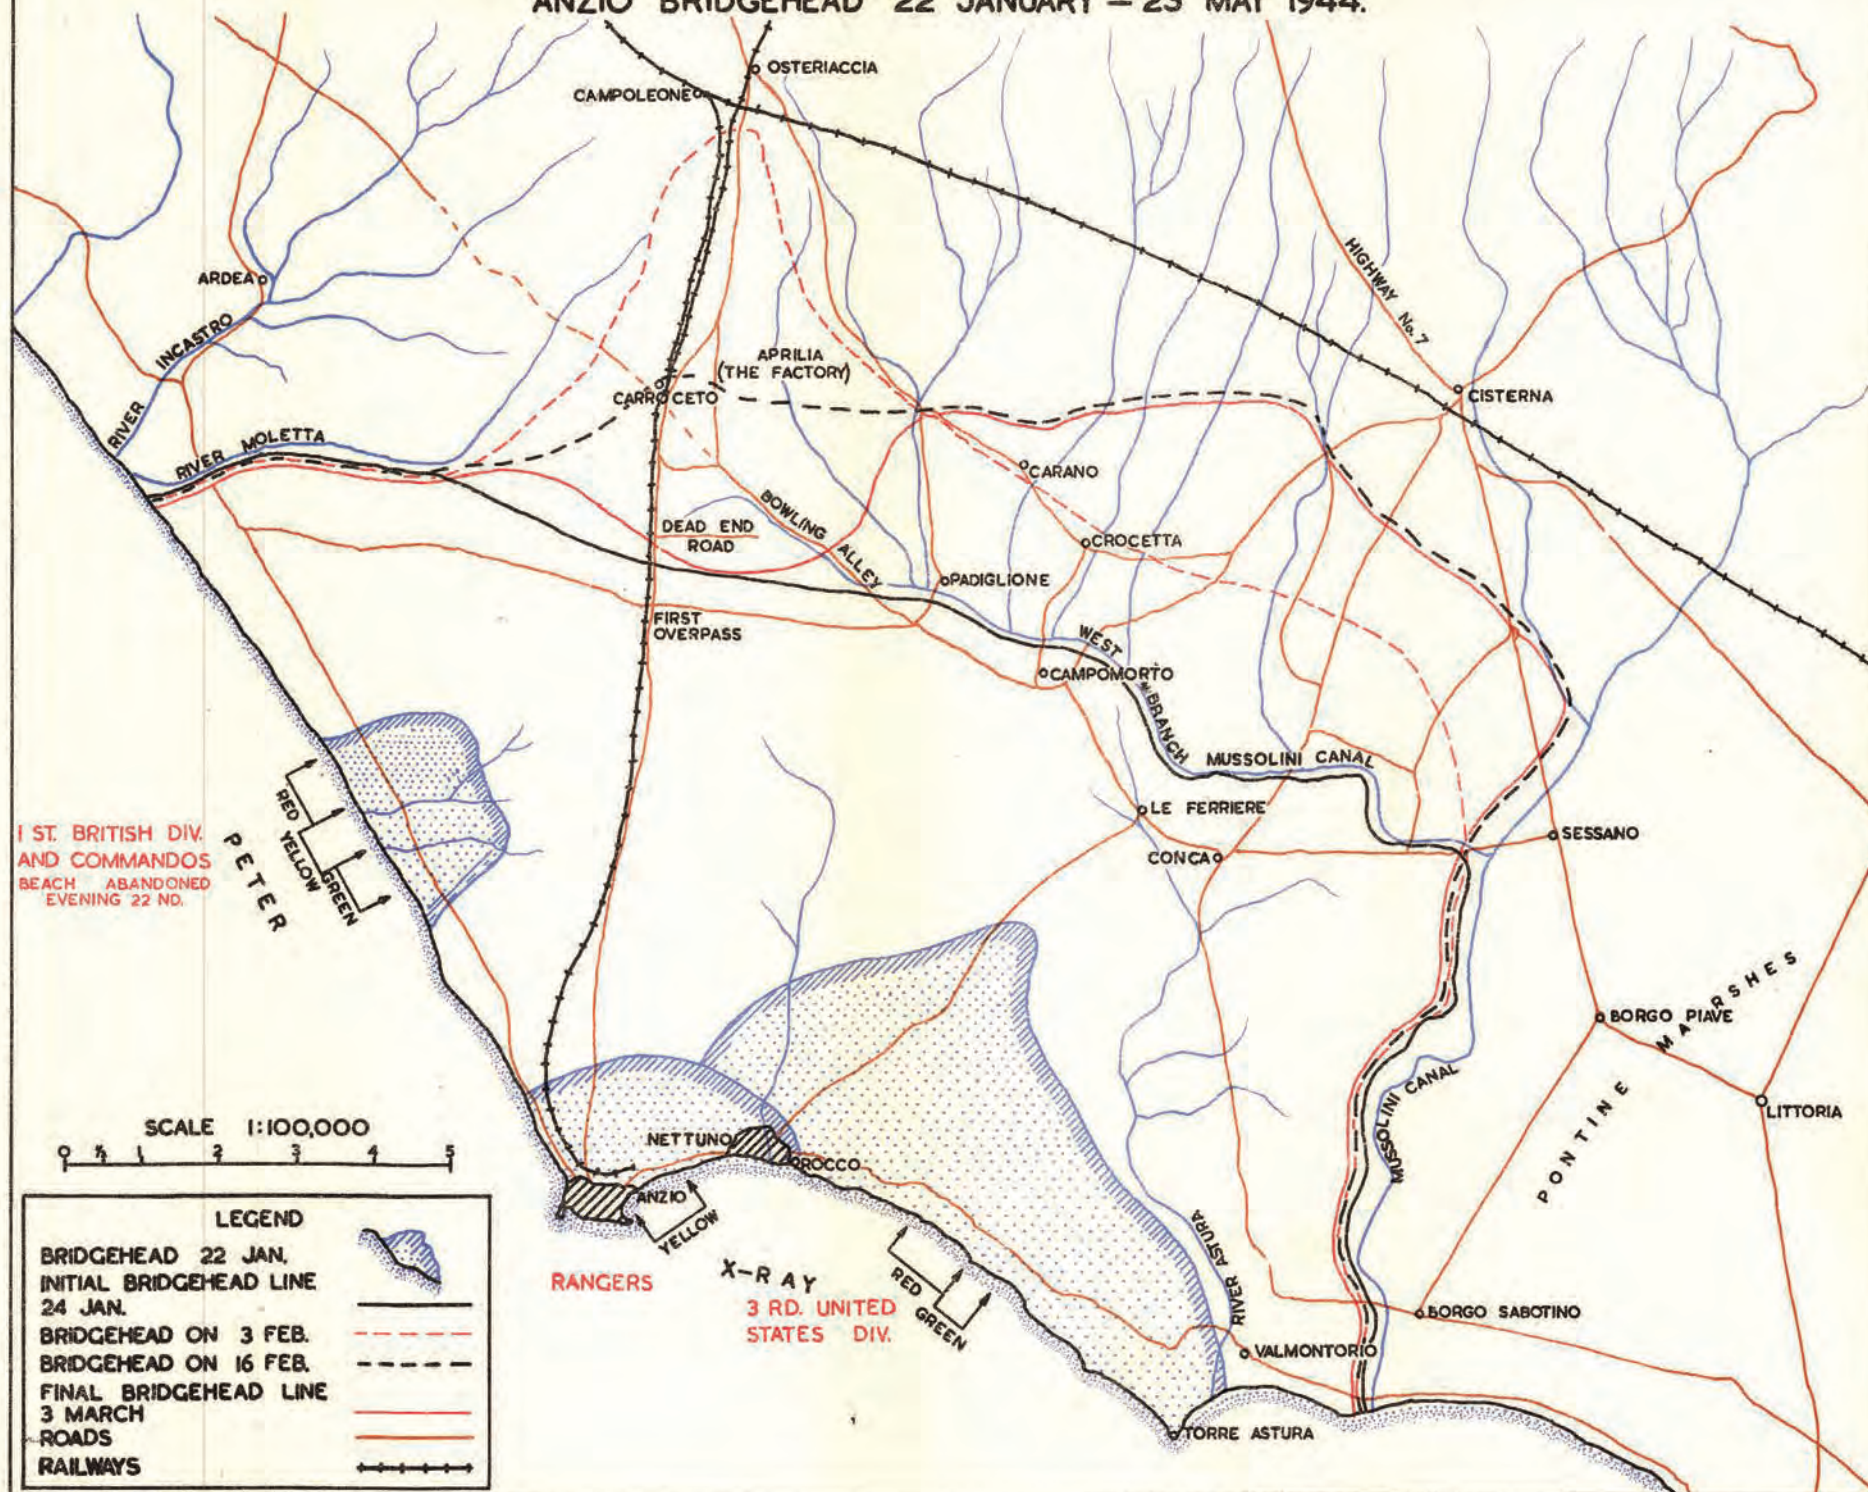 ANZIO BRIDGEHEAD 22 JANUARY – 23 MAY 1944.
OSTERIACCIA
CAMPOLEONE
ARDEA
RIVER INCASTRO
HIGHWAY No. 7
APRILIA
(THE FACTORY)
CARROCETO
CISTERNA
RIVER MOLETTA
CARANO
BOWLING ALLEY
DEAD END
ROAD
CROCETTA
PADIGLIONE
FIRST
OVERPASS
WEST BRANCH MUSSOLINI CANAL
CAMPOMORTO
LE FERRIERE
CONCA
SESSANO
1 ST. BRITISH DIV.
AND COMMANDOS
BEACH ABANDONED
EVENING 22 ND.
PETER
RED
YELLOW
GREEN
BORGO PIAVE
PONTINE MARSHES
MUSSOLINI CANAL
LITTORIA
NETTUNO
ROCCO
ANZIO
YELLOW
RANGERS
X-RAY
3 RD. UNITED
STATES DIV.
RED
GREEN
RIVER ASTURA
BORGO SABOTINO
VALMONTORIO
TORRE ASTURA
SCALE 1:100,000
0 ½ 1 2 3 4 5
LEGEND
BRIDGEHEAD 22 JAN.
INITIAL BRIDGEHEAD LINE
24 JAN.
BRIDGEHEAD ON 3 FEB.
BRIDGEHEAD ON 16 FEB.
FINAL BRIDGEHEAD LINE
3 MARCH
ROADS
RAILWAYS